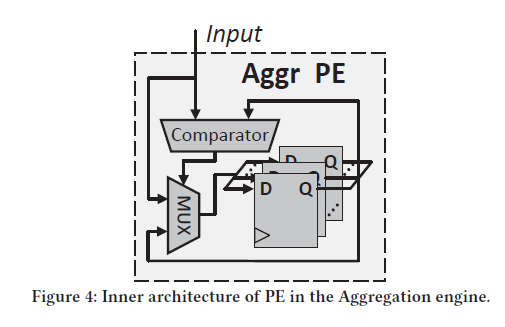 Input
Aggr PE
Comparator
D Q
D Q
MUX
Figure 4: Inner architecture of PE in the Aggregation engine.